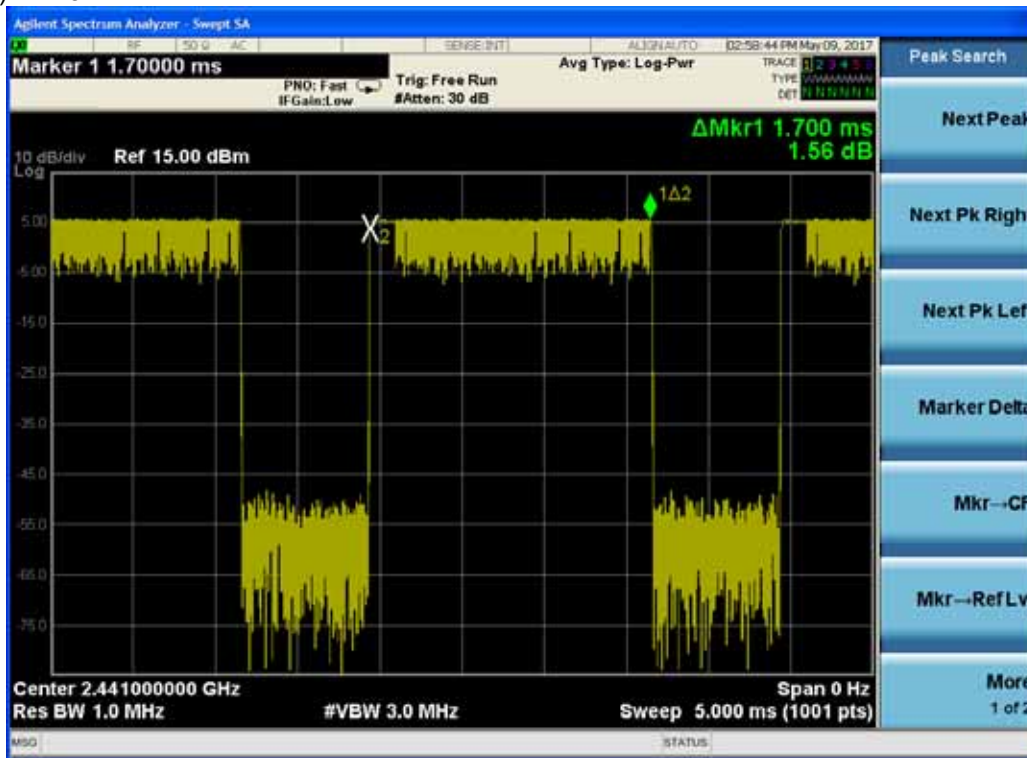 Agilent Spectrum Analyzer - Swept SA
RF 50 Ω AC SENSE:INT ALIGN AUTO 02:58:44 PM May 09, 2017
Marker 1 1.70000 ms
PNO: Fast
IFGain:Low
Trig: Free Run
#Atten: 30 dB
Avg Type: Log-Pwr
TRACE 1 2 3 4 5 6
TYPE
DET N N N N N N
ΔMkr1 1.700 ms
1.56 dB
10 dB/div Ref 15.00 dBm
Log
5.00
-5.00
-15.0
-25.0
-35.0
-45.0
-55.0
-65.0
-75.0
X2
1Δ2
Center 2.441000000 GHz
Span 0 Hz
Res BW 1.0 MHz
#VBW 3.0 MHz
Sweep 5.000 ms (1001 pts)
MSG
STATUS
Peak Search
Next Peak
Next Pk Righ
Next Pk Lef
Marker Delta
Mkr→CF
Mkr→Ref Lv
More
1 of 2